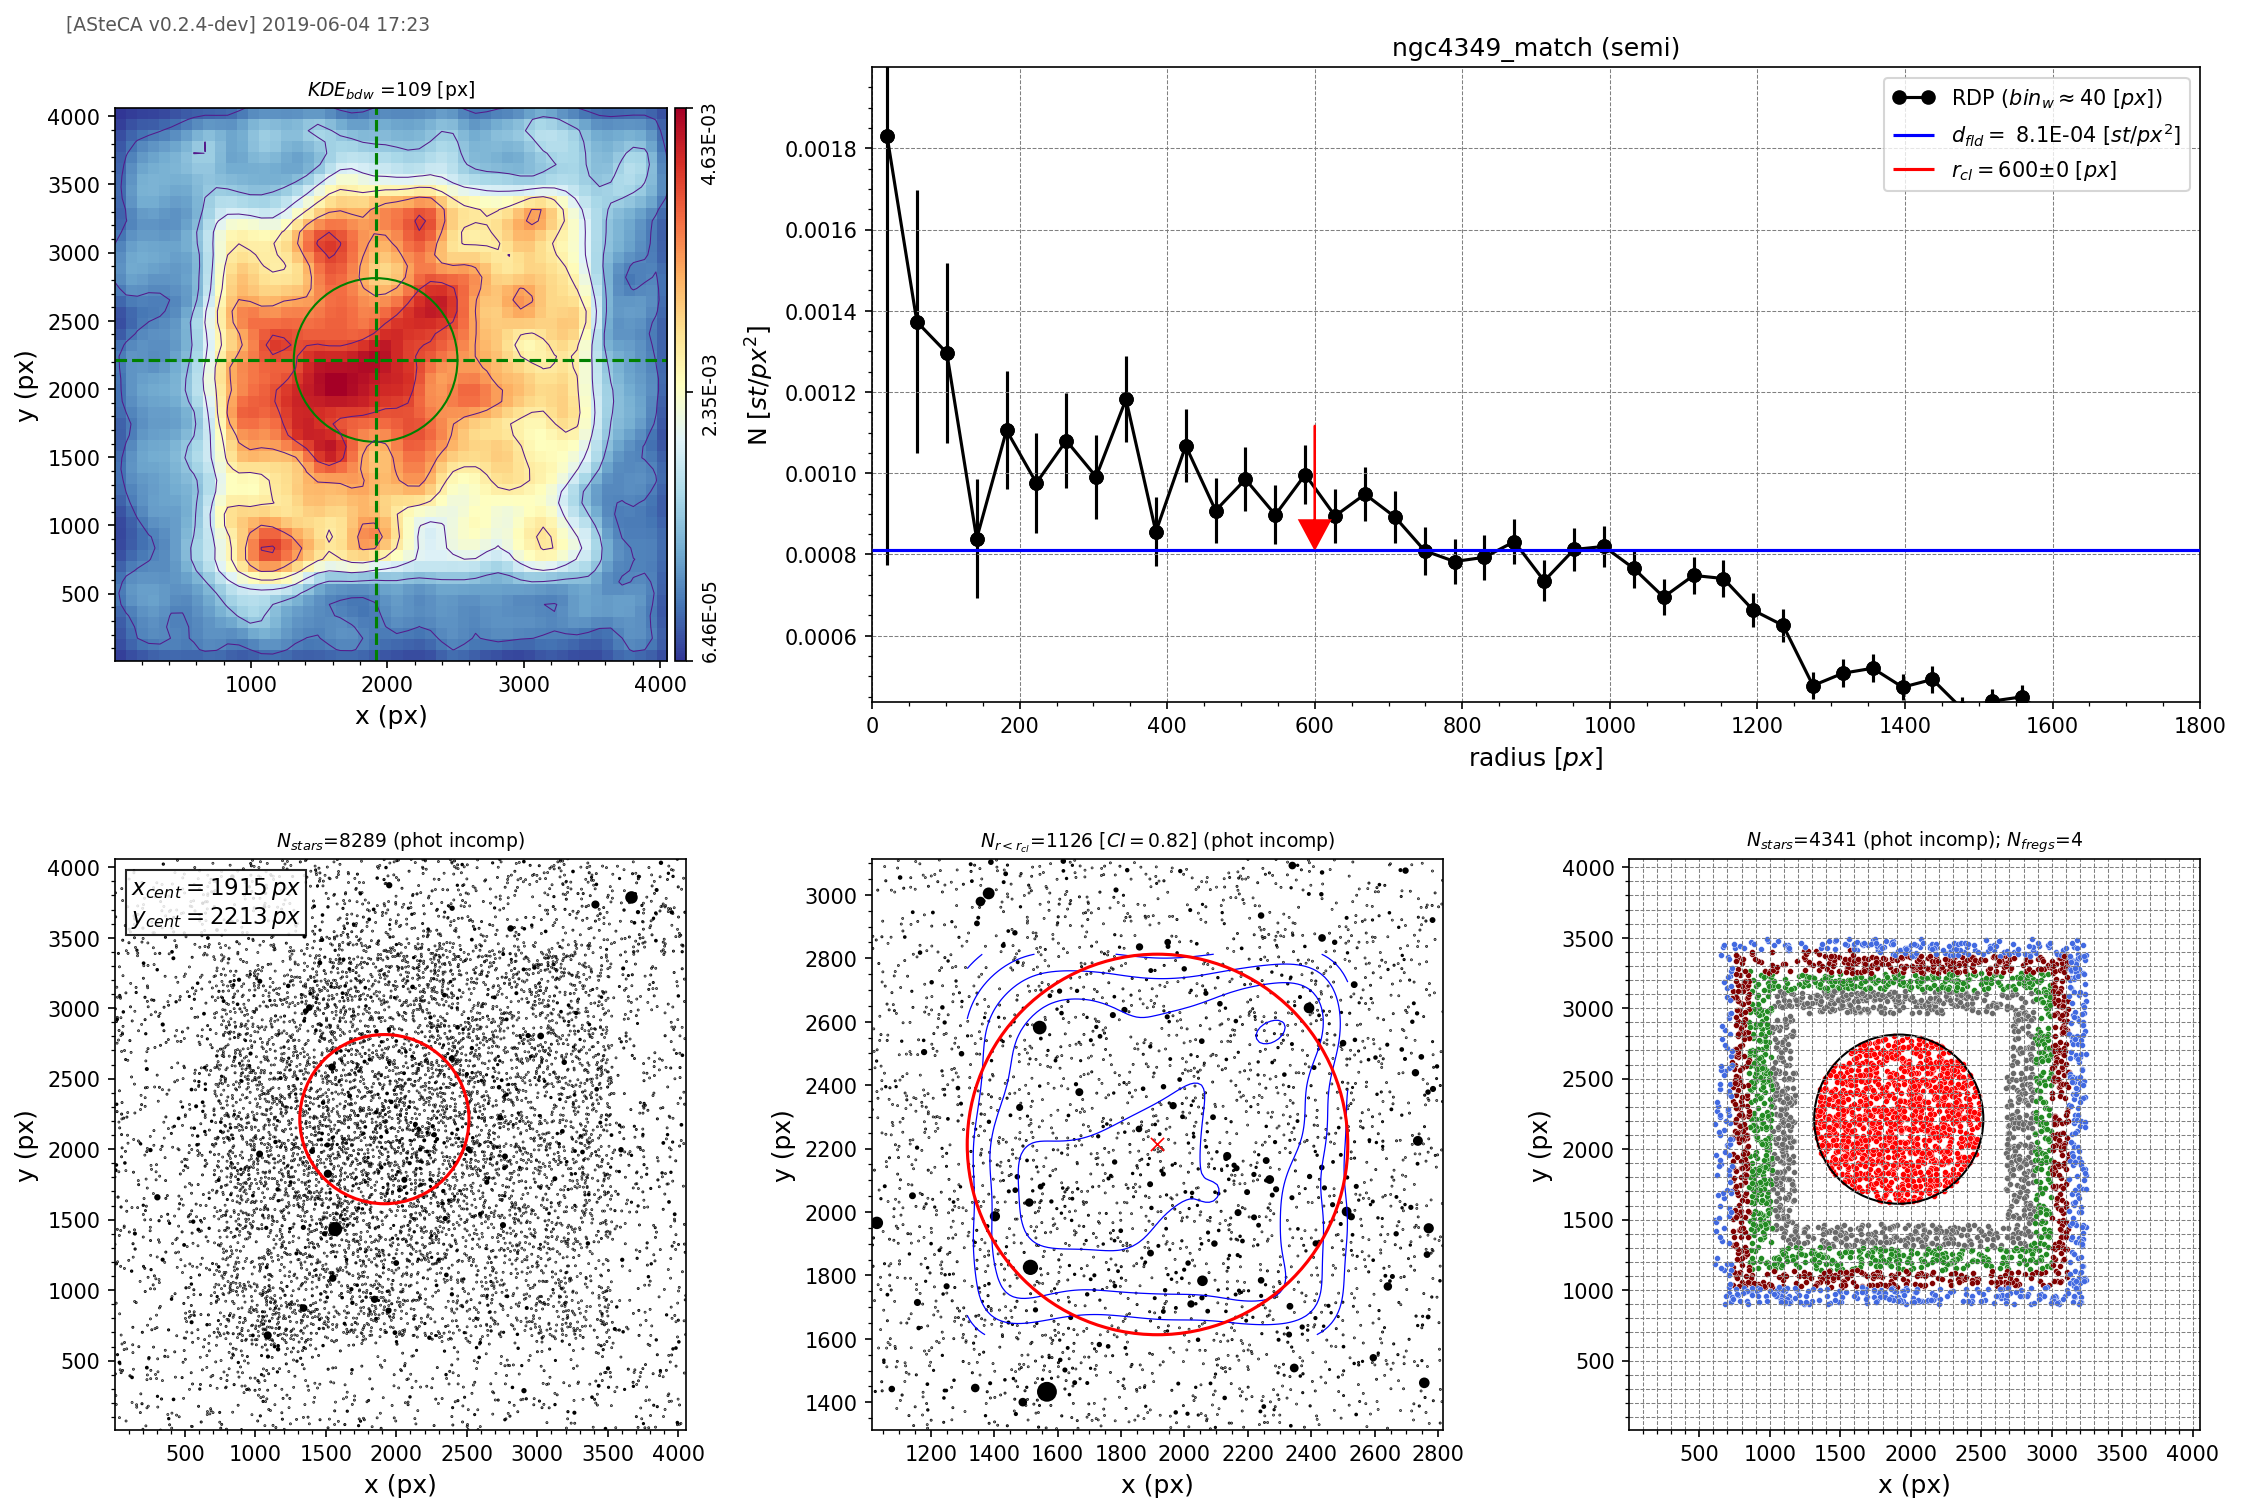 [ASteCA v0.2.4-dev] 2019-06-04 17:23
KDE_bdw =109 [px]
4000
3500
3000
2500
2000
1500
1000
500
y (px)
1000 2000 3000 4000
x (px)
4.63E-03
2.35E-03
6.46E-05
ngc4349_match (semi)
RDP (bin_w≈40 [px])
d_fld = 8.1E-04 [st/px²]
r_cl = 600±0 [px]
0.0018
0.0016
0.0014
0.0012
0.0010
0.0008
0.0006
N [st/px²]
0 200 400 600 800 1000 1200 1400 1600 1800
radius [px]
N_stars=8289 (phot incomp)
x_cent = 1915 px
y_cent = 2213 px
4000
3500
3000
2500
2000
1500
1000
500
y (px)
500 1000 1500 2000 2500 3000 3500 4000
x (px)
N_r<r_cl=1126 [CI = 0.82] (phot incomp)
3000
2800
2600
2400
2200
2000
1800
1600
1400
y (px)
1200 1400 1600 1800 2000 2200 2400 2600 2800
x (px)
N_stars=4341 (phot incomp); N_fregs=4
4000
3500
3000
2500
2000
1500
1000
500
y (px)
500 1000 1500 2000 2500 3000 3500 4000
x (px)